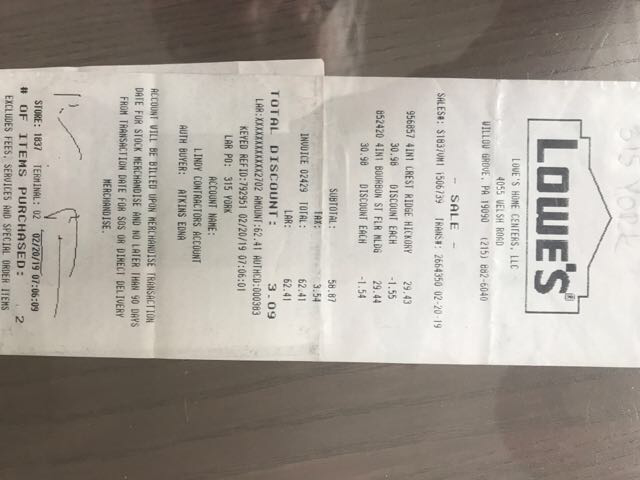 315 YORK
LOWE'S®
LOWE'S HOME CENTERS, LLC
4055 WELSH ROAD
WILLOW GROVE, PA 19090 (215) 882-6040
- SALE -
SALES#: S1837UM1 1506739 TRANS#: 2664350 02-20-19
956857 4IN1 CREST RIDGE HICKORY 29.43
30.98 DISCOUNT EACH -1.55
852420 4IN1 BOURBON ST FLR MLDG 29.44
30.98 DISCOUNT EACH -1.54
SUBTOTAL: 58.87
TAX: 3.54
INVOICE 02429 TOTAL: 62.41
LAR: 62.41
TOTAL DISCOUNT: 3.09
LAR:XXXXXXXXXXXX2702 AMOUNT:62.41 AUTHCD:000383
KEYED REFID:792951 02/20/19 07:06:01
LAR PO: 315 YORK
ACCOUNT NAME:
LINDY CONTRACTORS ACCOUNT
AUTH BUYER: ATKINS EDNA
ACCOUNT WILL BE BILLED UPON MERCHANDISE TRANSACTION
DATE FOR STOCK MERCHANDISE AND NO LATER THAN 90 DAYS
FROM TRANSACTION DATE FOR SOS OR DIRECT DELIVERY
MERCHANDISE.
STORE: 1837 TERMINAL: 02 02/20/19 07:06:09
# OF ITEMS PURCHASED: 2
EXCLUDES FEES, SERVICES AND SPECIAL ORDER ITEMS